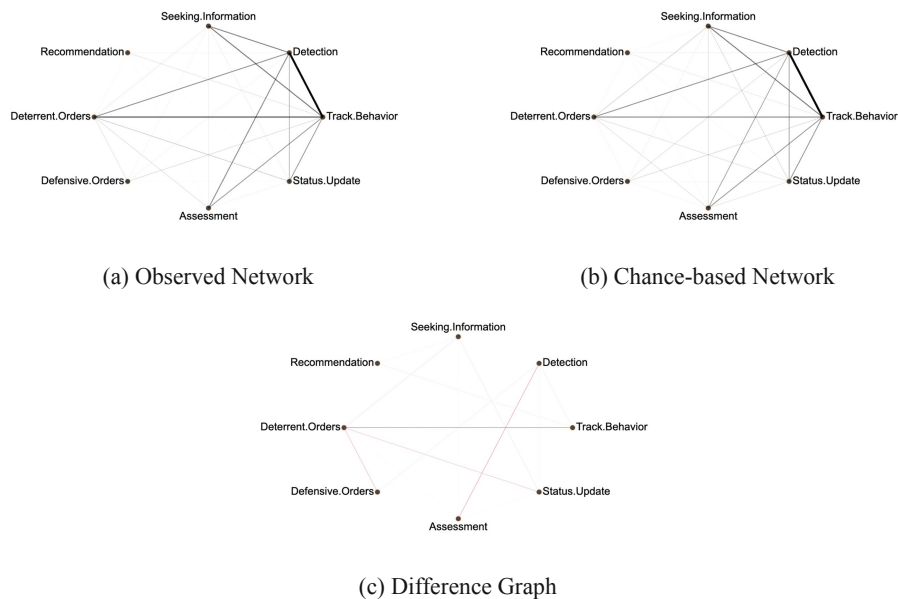 Seeking.Information
Recommendation
Detection
Deterrent.Orders
Track.Behavior
Defensive.Orders
Status.Update
Assessment
(a) Observed Network
Seeking.Information
Recommendation
Detection
Deterrent.Orders
Track.Behavior
Defensive.Orders
Status.Update
Assessment
(b) Chance-based Network
Seeking.Information
Recommendation
Detection
Deterrent.Orders
Track.Behavior
Defensive.Orders
Status.Update
Assessment
(c) Difference Graph